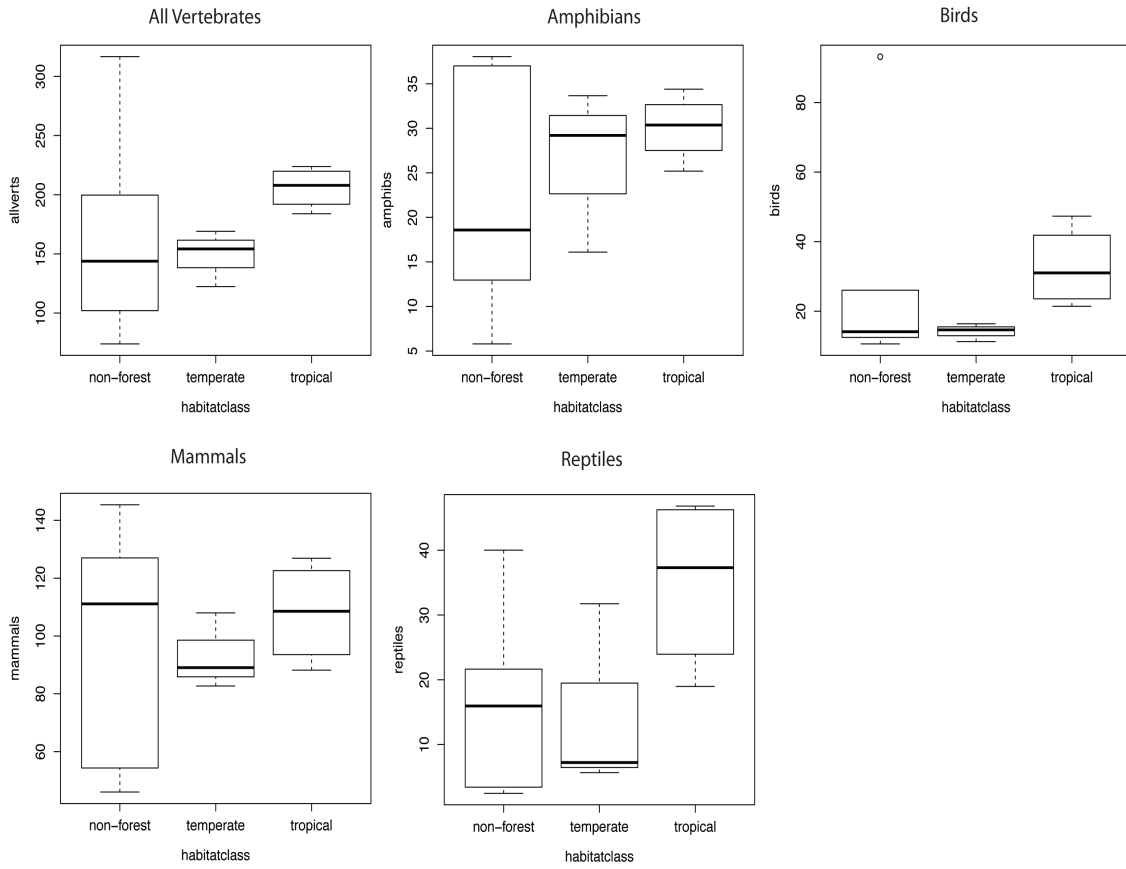 All Vertebrates
allverts
300
250
200
150
100
non-forest temperate tropical
habitatclass
Amphibians
amphibs
35
30
25
20
15
10
5
non-forest temperate tropical
habitatclass
Birds
birds
80
60
40
20
non-forest temperate tropical
habitatclass
Mammals
mammals
140
120
100
80
60
non-forest temperate tropical
habitatclass
Reptiles
reptiles
40
30
20
10
non-forest temperate tropical
habitatclass